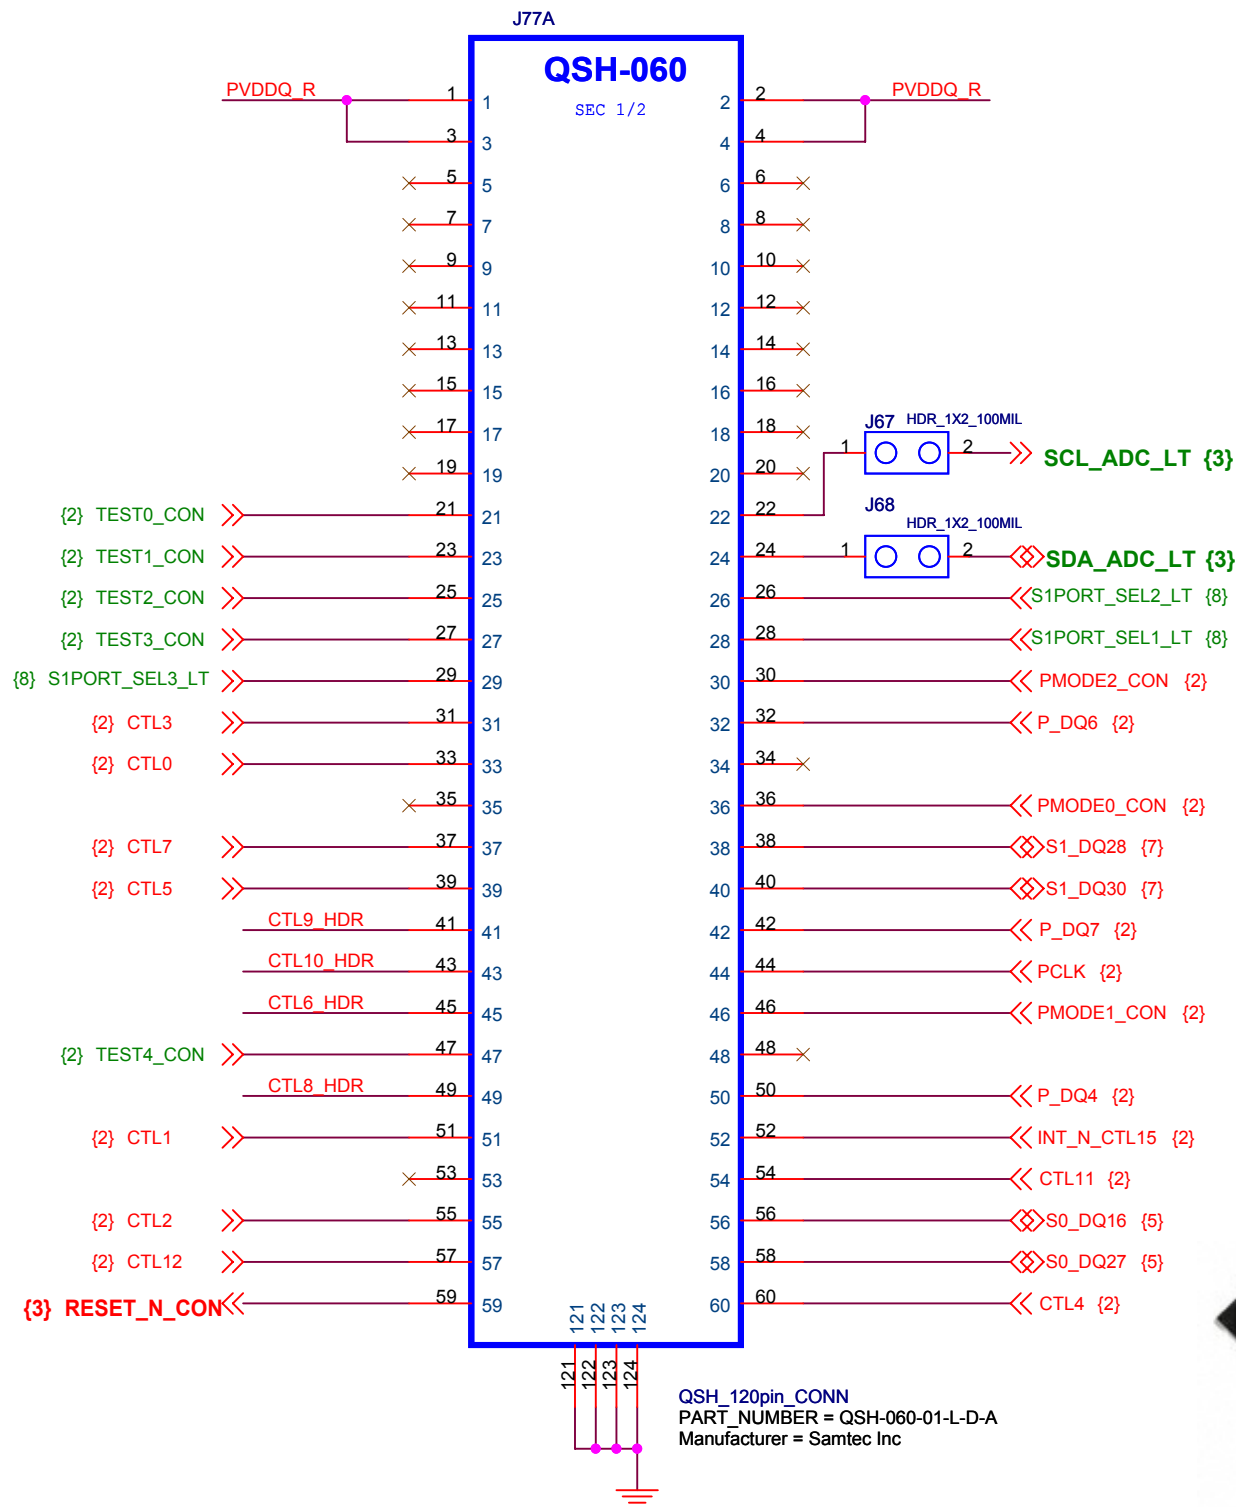 J77A
QSH-060
SEC 1/2
PVDDQ_R 1 1 2 2 PVDDQ_R
3 3 4 4
5 5 6 6
7 7 8 8
9 9 10 10
11 11 12 12
13 13 14 14
15 15 16 16
17 17 18 18
J67 HDR_1X2_100MIL
1 2 SCL_ADC_LT {3}
19 19 20 20
{2} TEST0_CON 21 21 22 22
J68 HDR_1X2_100MIL
{2} TEST1_CON 23 23 24 24 1 2 SDA_ADC_LT {3}
{2} TEST2_CON 25 25 26 26 S1PORT_SEL2_LT {8}
{2} TEST3_CON 27 27 28 28 S1PORT_SEL1_LT {8}
{8} S1PORT_SEL3_LT 29 29 30 30 PMODE2_CON {2}
{2} CTL3 31 31 32 32 P_DQ6 {2}
{2} CTL0 33 33 34 34
35 35 36 36 PMODE0_CON {2}
{2} CTL7 37 37 38 38 S1_DQ28 {7}
{2} CTL5 39 39 40 40 S1_DQ30 {7}
CTL9_HDR 41 41 42 42 P_DQ7 {2}
CTL10_HDR 43 43 44 44 PCLK {2}
CTL6_HDR 45 45 46 46 PMODE1_CON {2}
{2} TEST4_CON 47 47 48 48
CTL8_HDR 49 49 50 50 P_DQ4 {2}
{2} CTL1 51 51 52 52 INT_N_CTL15 {2}
53 53 54 54 CTL11 {2}
{2} CTL2 55 55 56 56 S0_DQ16 {5}
{2} CTL12 57 57 58 58 S0_DQ27 {5}
{3} RESET_N_CON 59 59 60 60 CTL4 {2}
121 122 123 124
121 122 123 124
QSH_120pin_CONN
PART_NUMBER = QSH-060-01-L-D-A
Manufacturer = Samtec Inc